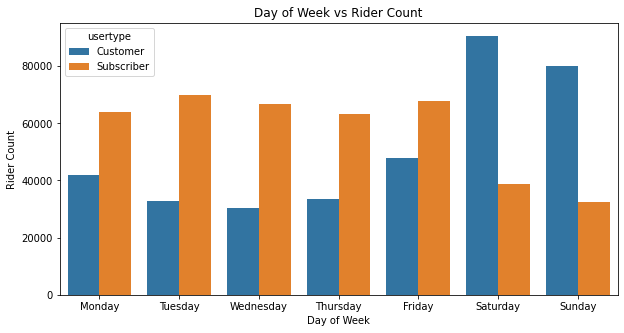 Day of Week vs Rider Count
usertype
Customer
Subscriber
Rider Count
80000
60000
40000
20000
0
Monday Tuesday Wednesday Thursday Friday Saturday Sunday
Day of Week